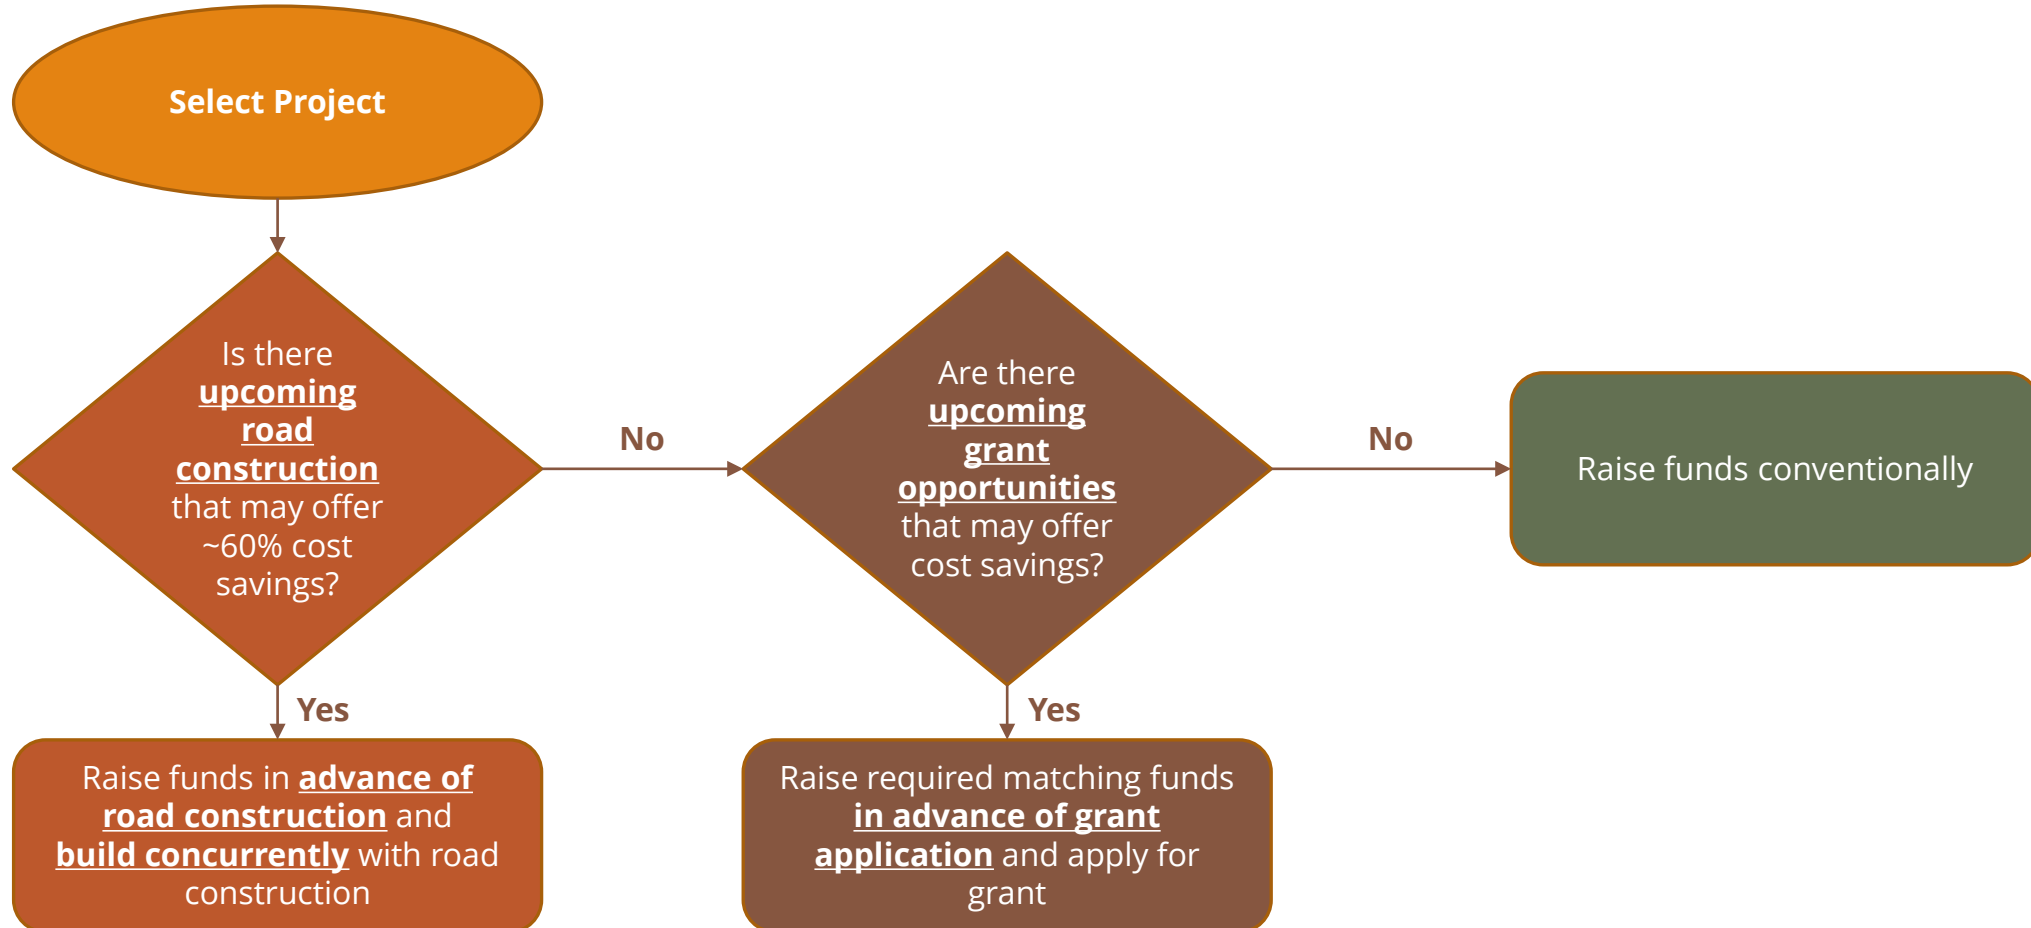 Select Project
Is there
upcoming
road
construction
that may offer
~60% cost
savings?
No
Are there
upcoming
grant
opportunities
that may offer
cost savings?
No
Raise funds conventionally
Yes
Raise funds in advance of
road construction and
build concurrently with road
construction
Yes
Raise required matching funds
in advance of grant
application and apply for
grant